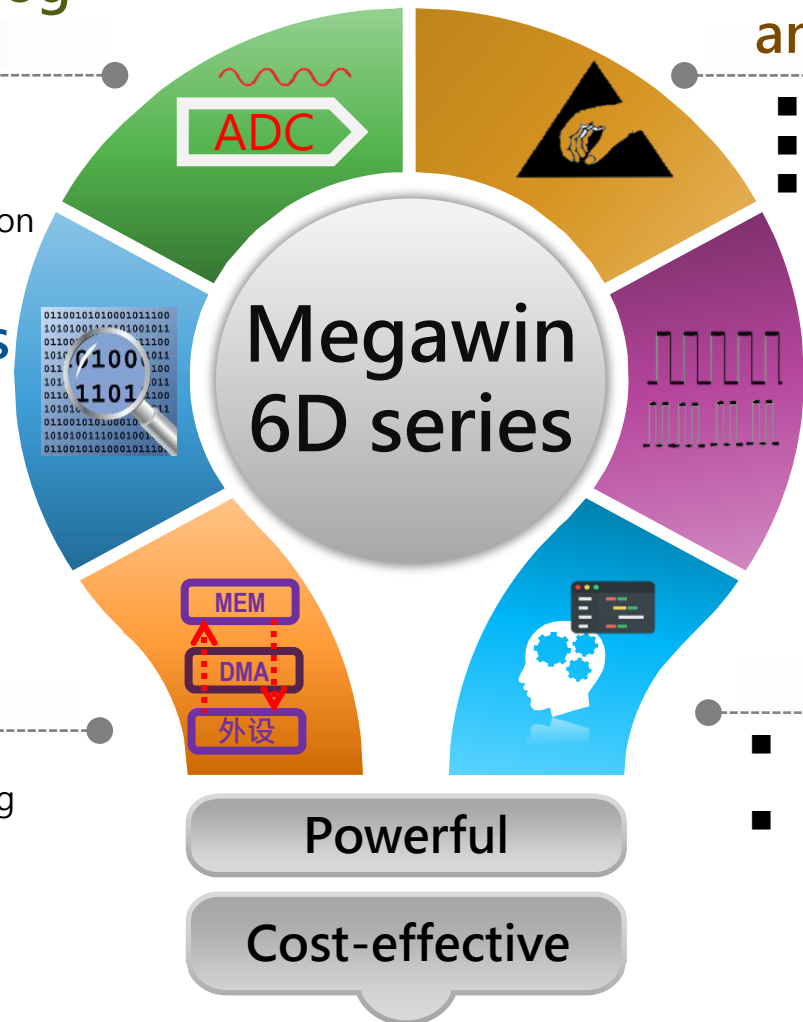 ADC
Megawin
6D series
MEM
DMA
外设
Powerful
Cost-effective